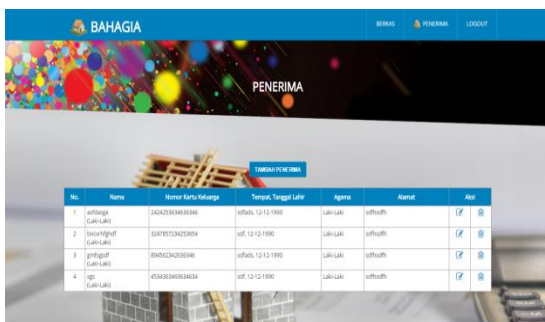 BAHAGIA
BERKAS PENERIMA LOGOUT
PENERIMA
TAMBAH PENERIMA
No. Nama Nomor Kartu Keluarga Tempat, Tanggal Lahir Agama Alamat Aksi
1 asfdasga 2424253634636346 sdfads, 12-12-1990 Laki-Laki sdfhsdfh
(Laki-Laki)
2 3247857234253654 sdf, 12-12-1990 Laki-Laki sdfhsdfh
(Laki-Laki)
3 894562342636346 sdfads, 12-12-1990 Laki-Laki sdfhsdfh
(Laki-Laki)
4 sgs 4534363463634634 sdf, 12-12-1990 Laki-Laki sdfhsdfh
(Laki-Laki)